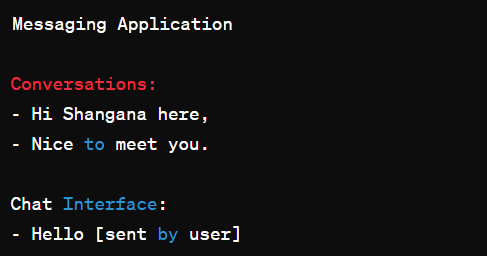 Messaging Application
Conversations:
- Hi Shangana here,
- Nice to meet you.
Chat Interface:
- Hello [sent by user]